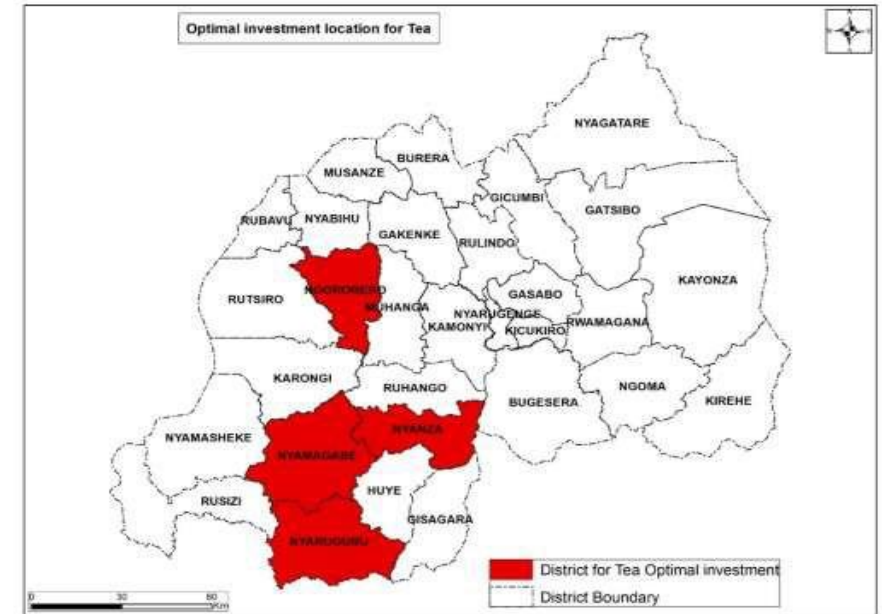 Optimal investment location for Tea
NYAGATARE
BURERA
MUSANZE
GICUMBI
GATSIBO
RUBAVU
NYABIHU
GAKENKE
RULINDO
KAYONZA
NGORORERO
GASABO
RUTSIRO
MUHANGA
NYARUGENGE
RWAMAGANA
KAMONYI
KICUKIRO
KARONGI
RUHANGO
NGOMA
BUGESERA
KIREHE
NYANZA
NYAMASHEKE
NYAMAGABE
HUYE
RUSIZI
GISAGARA
NYARUGURU
District for Tea Optimal investment
District Boundary
0 30 60
Km